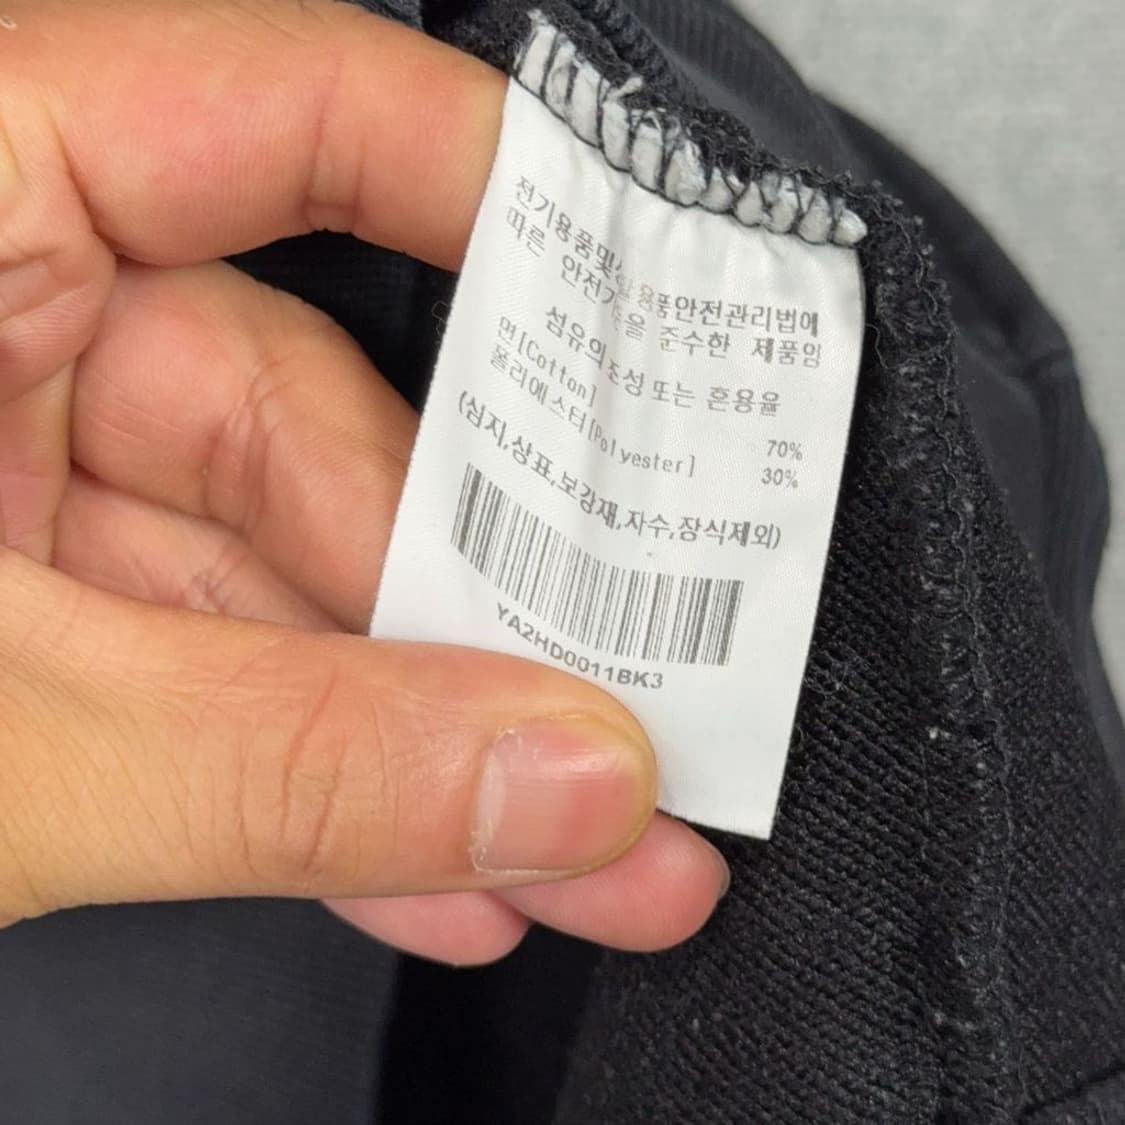 전기용품및생활용품안전관리법에
따른 안전기준을 준수한 제품임
섬유의 조성 또는 혼용율
면[Cotton] 70%
폴리에스터[Polyester] 30%
(심지,상표,보강재,자수,장식제외)
YA2HD0011BK3